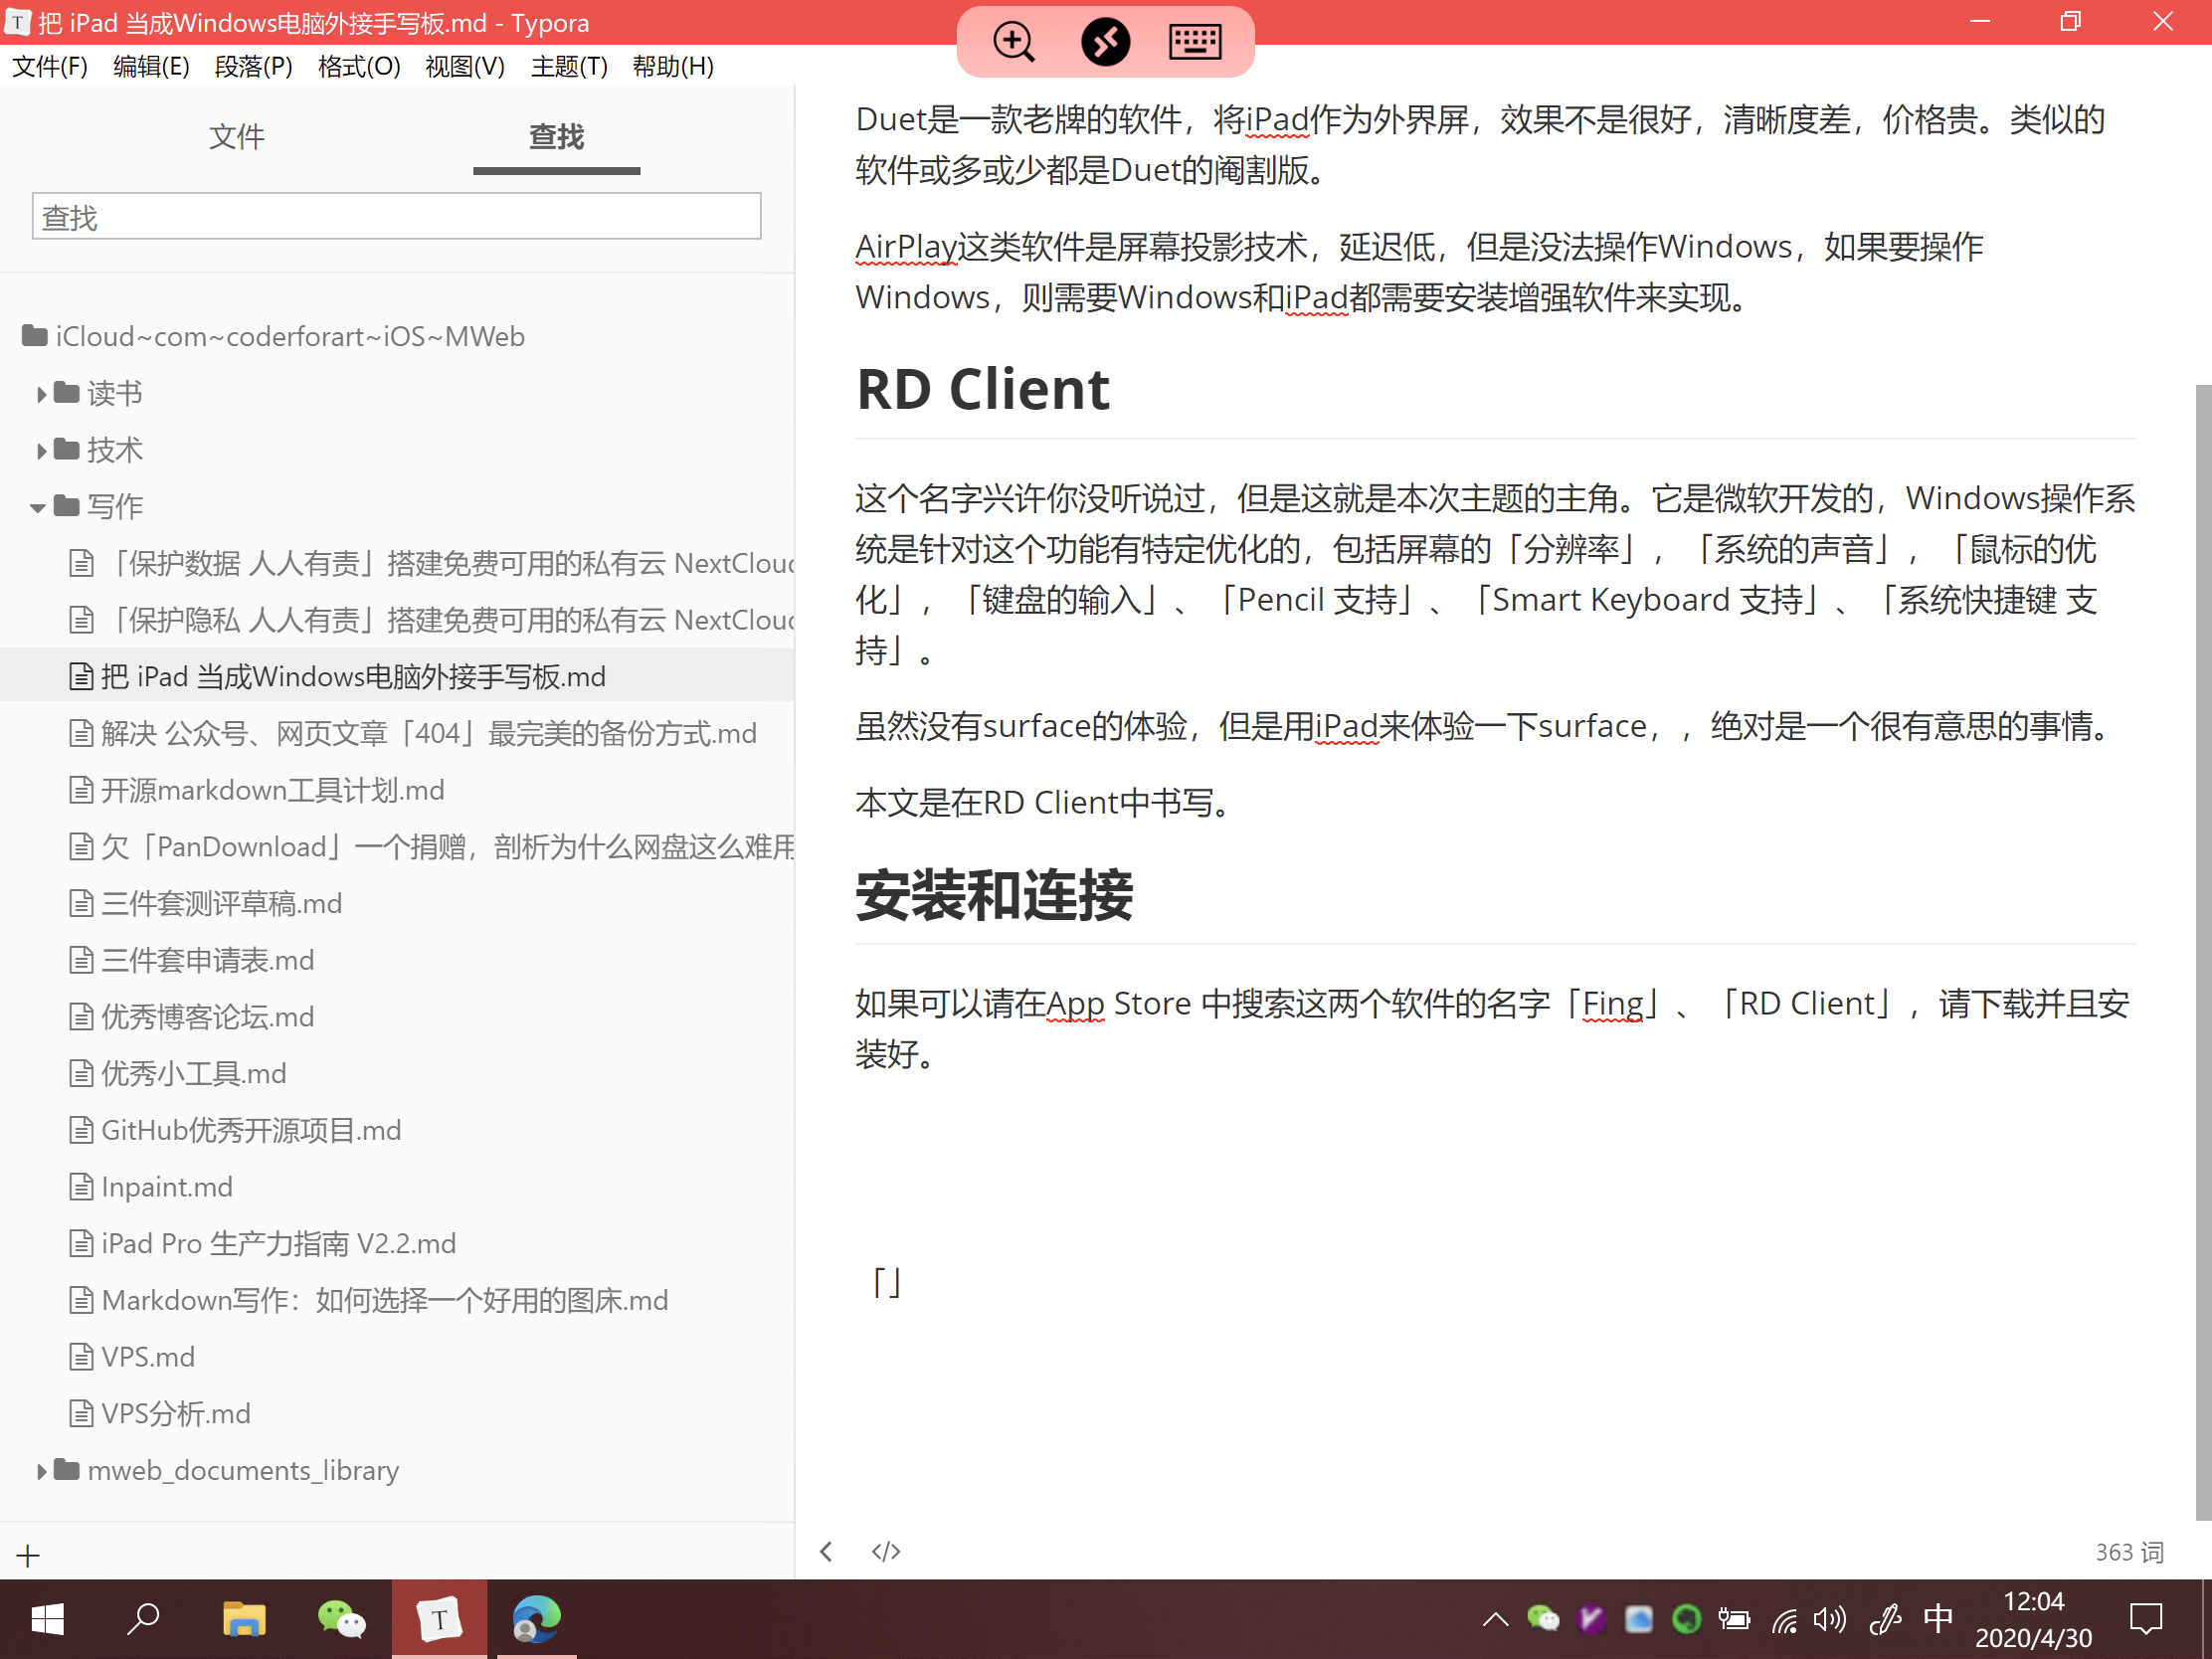 把 iPad 当成Windows电脑外接手写板.md - Typora
文件(F) 编辑(E) 段落(P) 格式(O) 视图(V) 主题(T) 帮助(H)
文件 查找
查找
iCloud~com~coderforart~iOS~MWeb
读书
技术
写作
「保护数据 人人有责」搭建免费可用的私有云 NextClou
「保护隐私 人人有责」搭建免费可用的私有云 NextClou
把 iPad 当成Windows电脑外接手写板.md
解决 公众号、网页文章「404」最完美的备份方式.md
开源markdown工具计划.md
欠「PanDownload」一个捐赠，剖析为什么网盘这么难用
三件套测评草稿.md
三件套申请表.md
优秀博客论坛.md
优秀小工具.md
GitHub优秀开源项目.md
Inpaint.md
iPad Pro 生产力指南 V2.2.md
Markdown写作：如何选择一个好用的图床.md
VPS.md
VPS分析.md
mweb_documents_library
Duet是一款老牌的软件，将iPad作为外界屏，效果不是很好，清晰度差，价格贵。类似的
软件或多或少都是Duet的阉割版。
AirPlay这类软件是屏幕投影技术，延迟低，但是没法操作Windows，如果要操作
Windows，则需要Windows和iPad都需要安装增强软件来实现。
RD Client
这个名字兴许你没听说过，但是这就是本次主题的主角。它是微软开发的，Windows操作系
统是针对这个功能有特定优化的，包括屏幕的「分辨率」，「系统的声音」，「鼠标的优
化」，「键盘的输入」、「Pencil 支持」、「Smart Keyboard 支持」、「系统快捷键 支
持」。
虽然没有surface的体验，但是用iPad来体验一下surface，，绝对是一个很有意思的事情。
本文是在RD Client中书写。
安装和连接
如果可以请在App Store 中搜索这两个软件的名字「Fing」、「RD Client」，请下载并且安
装好。
「」
363 词
中
12:04
2020/4/30